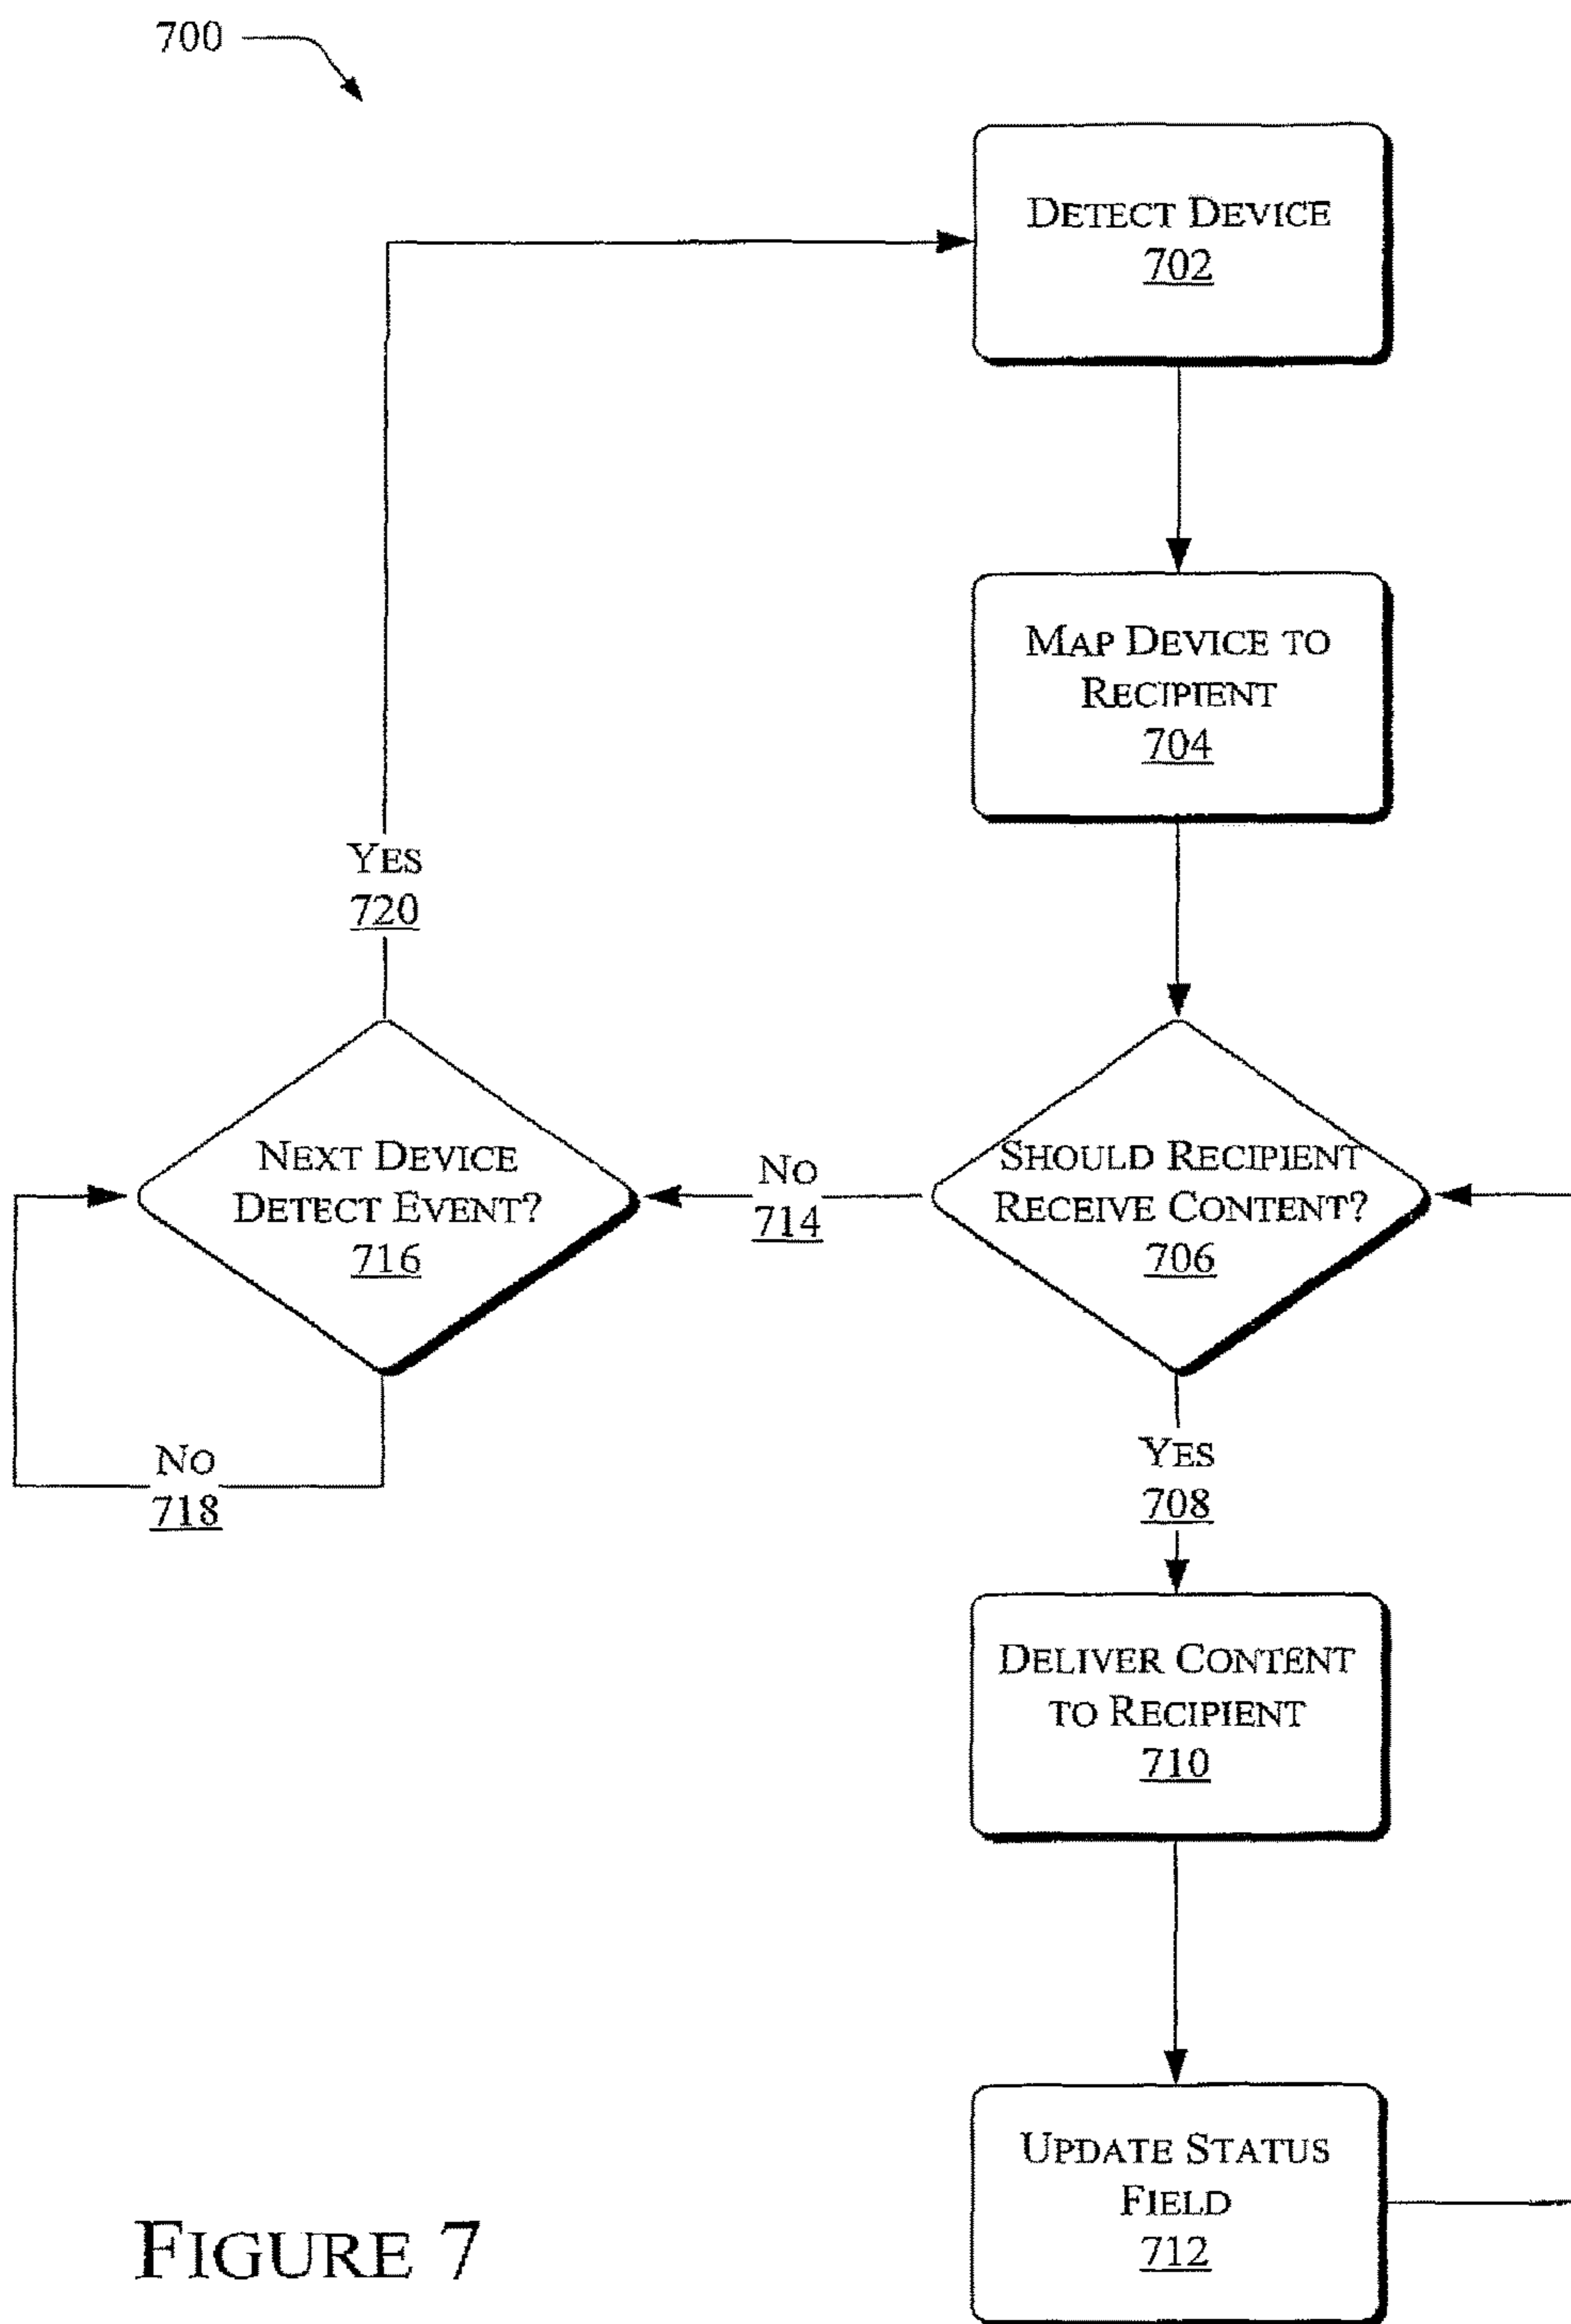 700
DETECT DEVICE
702
MAP DEVICE TO
RECIPIENT
704
YES
720
NEXT DEVICE
DETECT EVENT?
716
NO
714
SHOULD RECIPIENT
RECEIVE CONTENT?
706
NO
718
YES
708
DELIVER CONTENT
TO RECIPIENT
710
UPDATE STATUS
FIELD
712
FIGURE 7